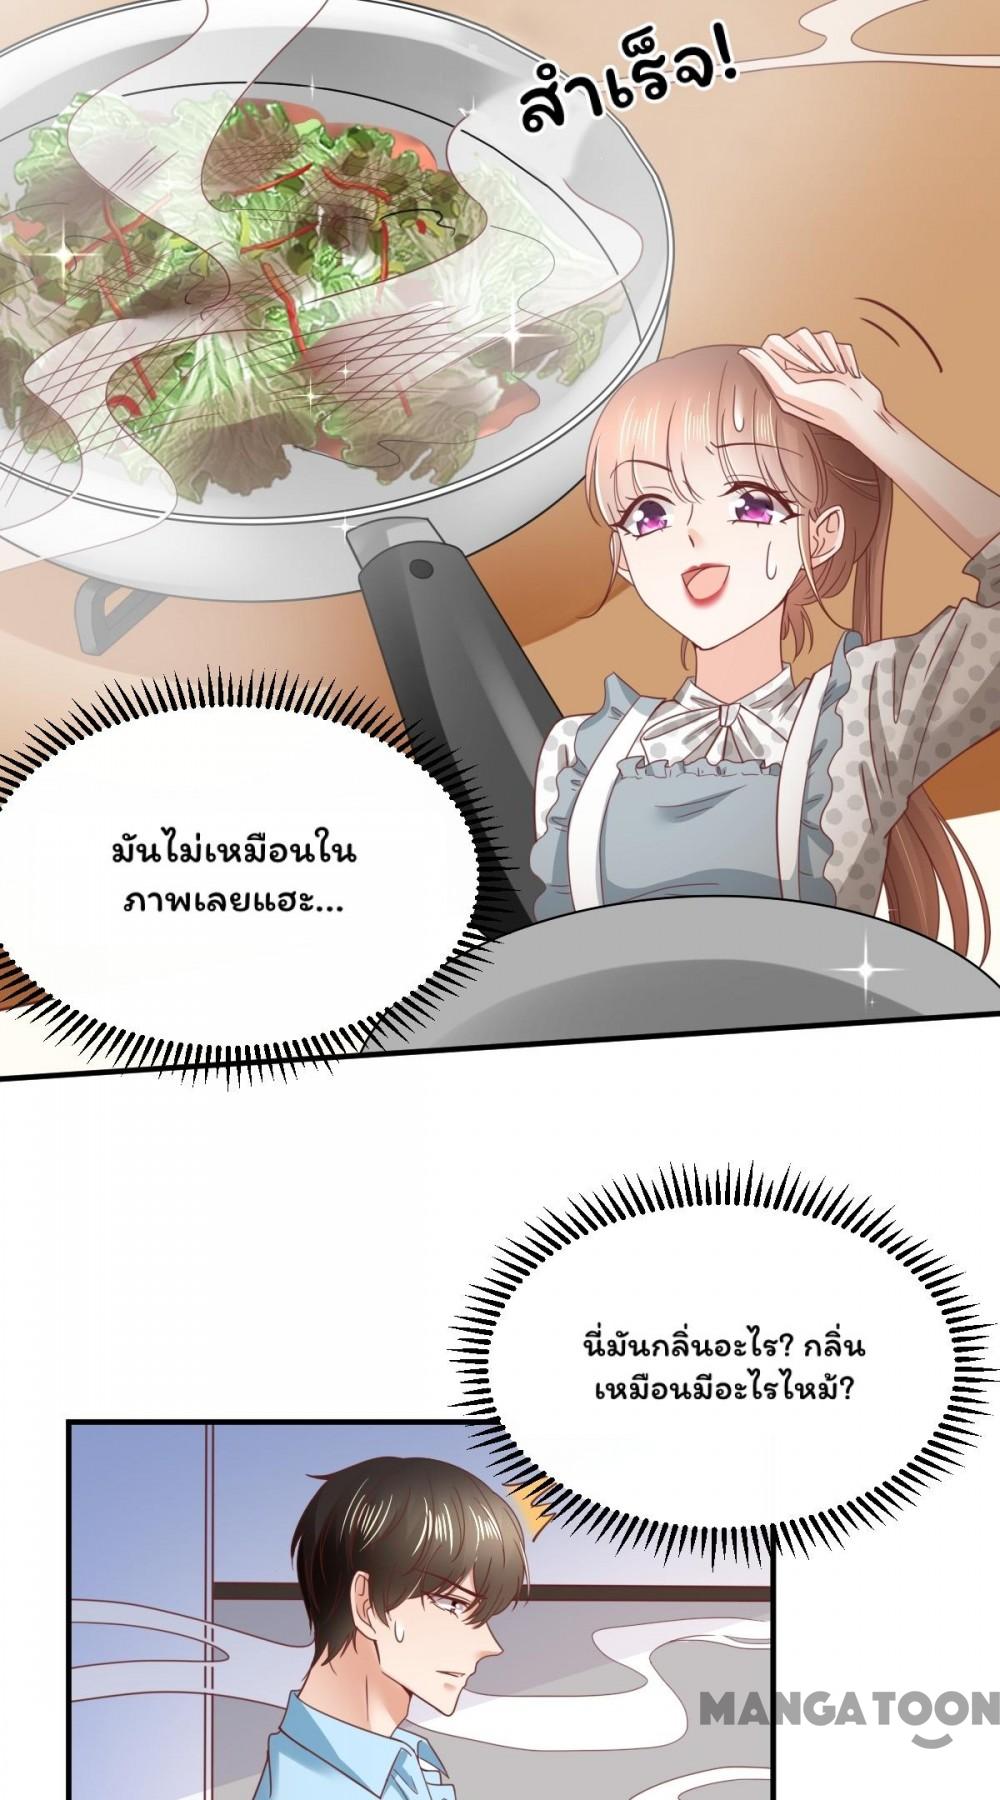 สำเร็จ!
มันไม่เหมือนใน
ภาพเลยแฮะ...
นี่มันกลิ่นอะไร? กลิ่น
เหมือนมีอะไรไหม้?
MANGATOON